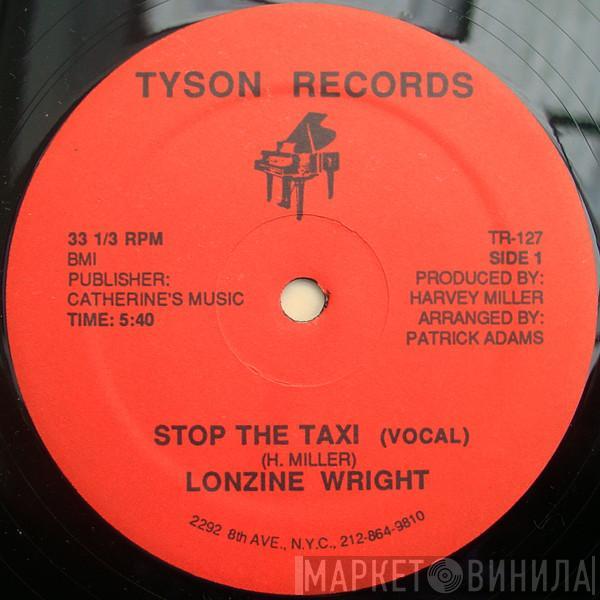 TYSON RECORDS
33 1/3 RPM
BMI
PUBLISHER:
CATHERINE'S MUSIC
TIME: 5:40
TR-127
SIDE 1
PRODUCED BY:
HARVEY MILLER
ARRANGED BY:
PATRICK ADAMS
STOP THE TAXI (VOCAL)
(H. MILLER)
LONZINE WRIGHT
2292 8th AVE., N.Y.C., 212-864-9810
МАРКЕТ ВИНИЛА